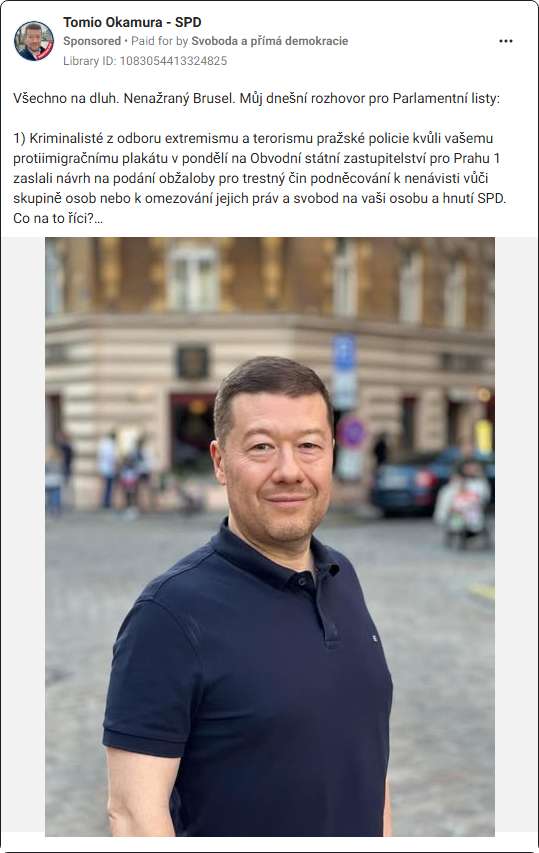 Tomio Okamura - SPD
Sponsored • Paid for by Svoboda a přímá demokracie
Library ID: 1083054413324825
Všechno na dluh. Nenažraný Brusel. Můj dnešní rozhovor pro Parlamentní listy:
1) Kriminalisté z odboru extremismu a terorismu pražské policie kvůli vašemu
protiimigračnímu plakátu v pondělí na Obvodní státní zastupitelství pro Prahu 1
zaslali návrh na podání obžaloby pro trestný čin podněcování k nenávisti vůči
skupině osob nebo k omezování jejich práv a svobod na vaši osobu a hnutí SPD.
Co na to říci?...